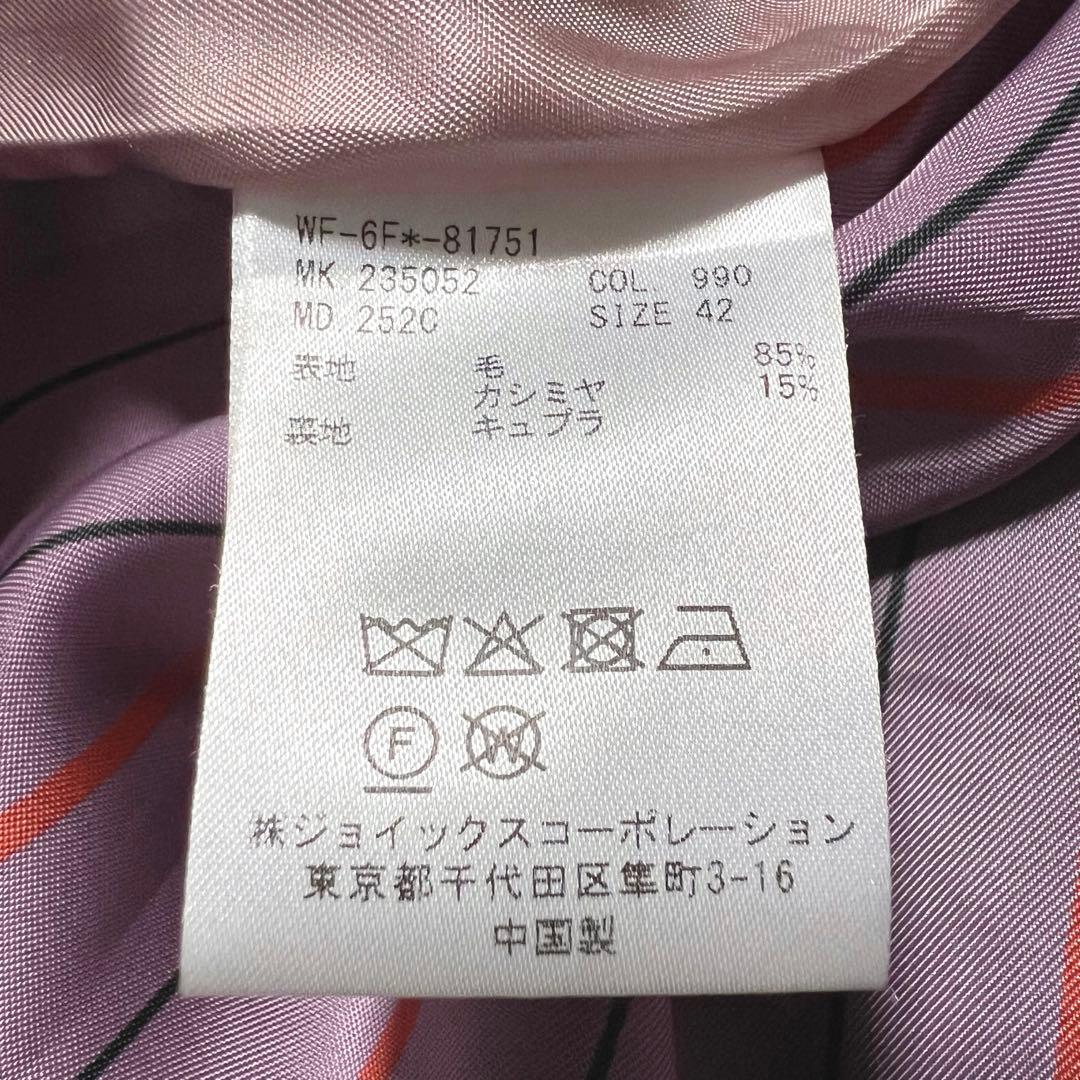 WF-6F*-81751
MK 235052 COL 990
MD 252C SIZE 42
表地 毛 85%
カシミヤ 15%
裏地 キュプラ
F W
株ジョイックスコーポレーション
東京都千代田区隼町3-16
中国製